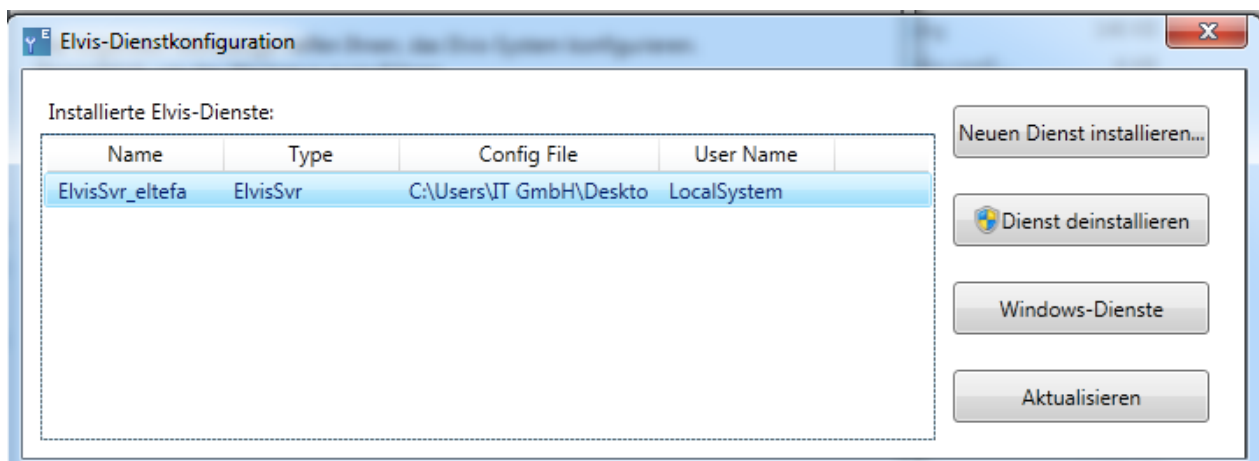 Elvis-Dienstkonfiguration
Installierte Elvis-Dienste:
Neuen Dienst installieren...
Name Type Config File User Name
ElvisSvr_eltefa ElvisSvr C:\Users\IT GmbH\Deskto LocalSystem
Dienst deinstallieren
Windows-Dienste
Aktualisieren